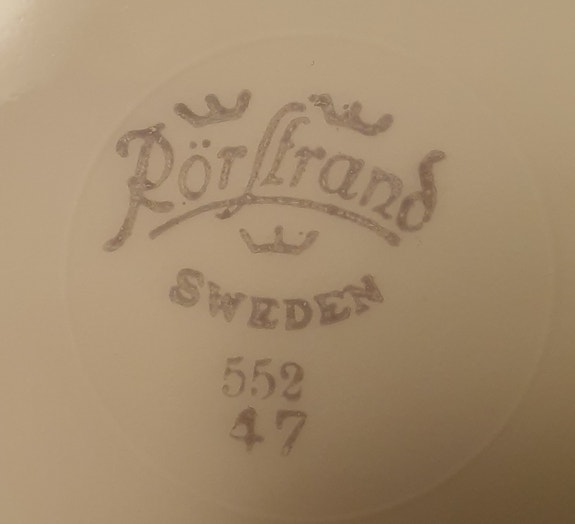 Rörstrand
SWEDEN
552
47